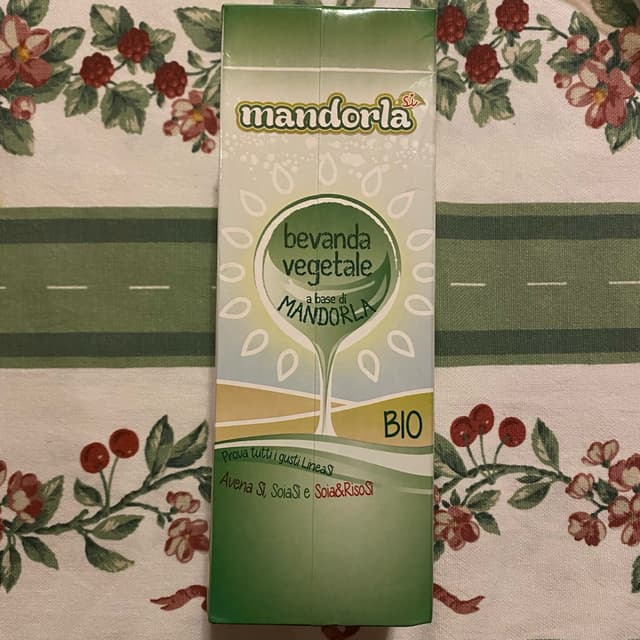 mandorla Sì
bevanda
vegetale
a base di
MANDORLA
BIO
Prova tutti i gusti LineaSì
Avena Sì, SoiaSì e Soia&RisoSì